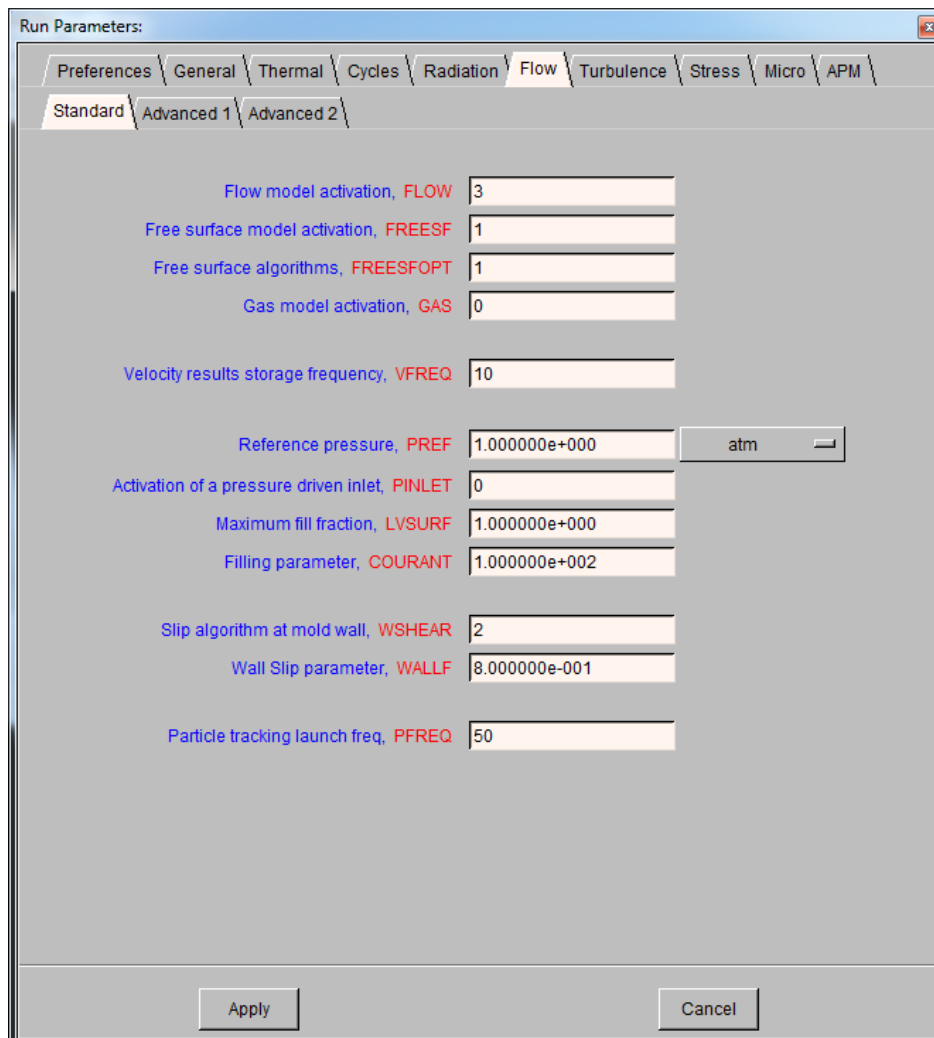 Run Parameters:
Preferences General Thermal Cycles Radiation Flow Turbulence Stress Micro APM
Standard Advanced 1 Advanced 2
Flow model activation, FLOW 3
Free surface model activation, FREESF 1
Free surface algorithms, FREESFOPT 1
Gas model activation, GAS 0
Velocity results storage frequency, VFREQ 10
Reference pressure, PREF 1.000000e+000 atm
Activation of a pressure driven inlet, PINLET 0
Maximum fill fraction, LVSURF 1.000000e+000
Filling parameter, COURANT 1.000000e+002
Slip algorithm at mold wall, WSHEAR 2
Wall Slip parameter, WALLF 8.000000e-001
Particle tracking launch freq, PFREQ 50
Apply Cancel